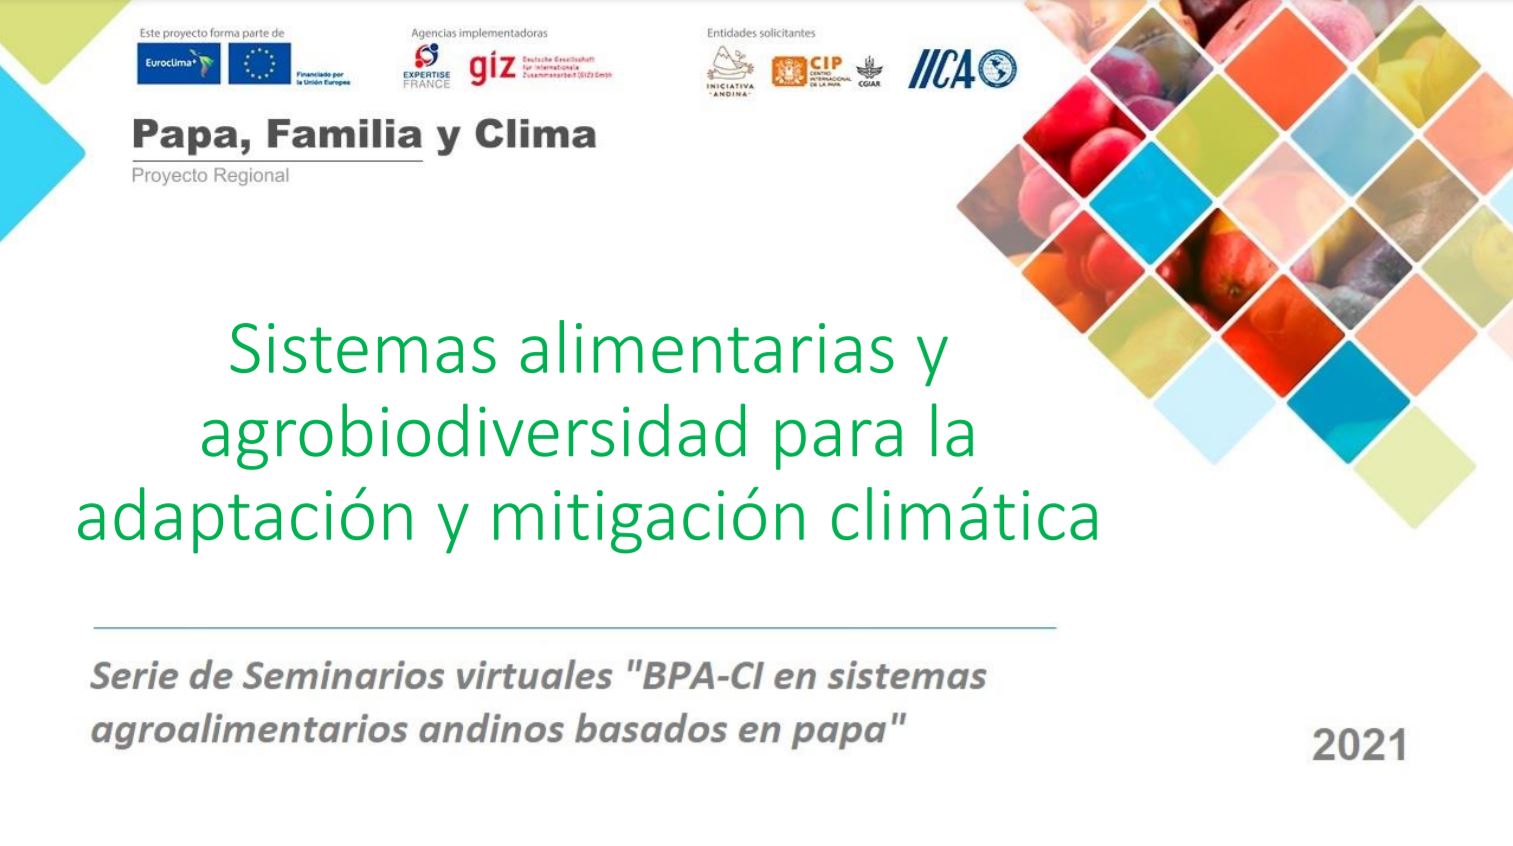 Este proyecto forma parte de
Euroclima+
Financiado por
la Unión Europea
Agencias implementadoras
EXPERTISE
FRANCE
giz
Deutsche Gesellschaft
für Internationale
Zusammenarbeit (GIZ) GmbH
Entidades solicitantes
INICIATIVA
·ANDINA·
CIP
CENTRO
INTERNACIONAL
DE LA PAPA
CGIAR
IICA
Papa, Familia y Clima
Proyecto Regional
Sistemas alimentarias y
agrobiodiversidad para la
adaptación y mitigación climática
Serie de Seminarios virtuales "BPA-CI en sistemas
agroalimentarios andinos basados en papa"
2021